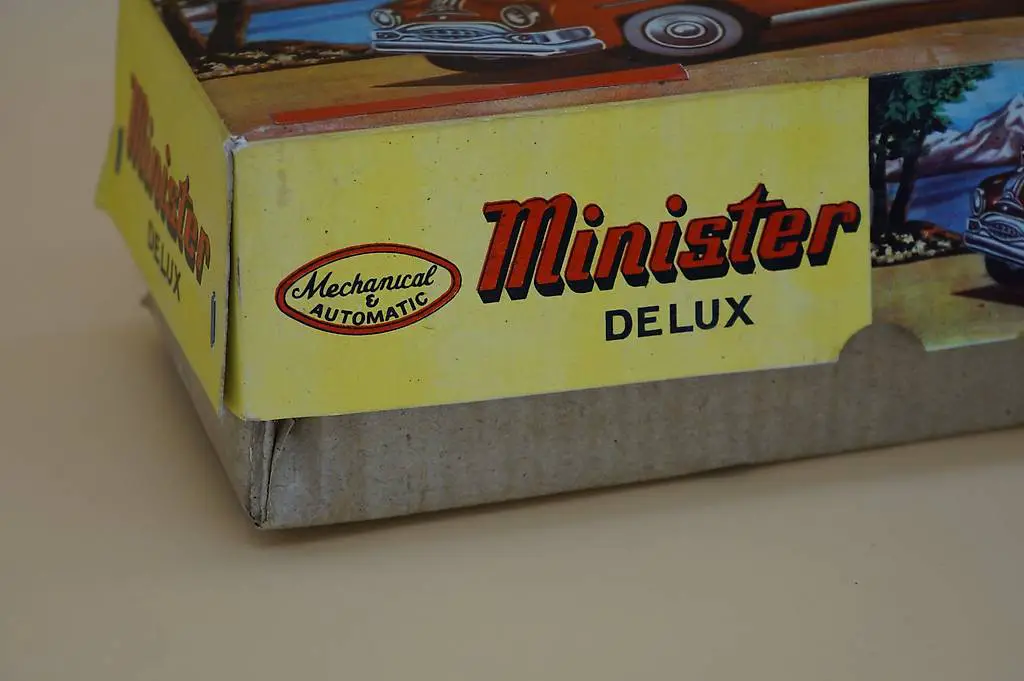 Minister
DELUX
Mechanical
&
AUTOMATIC
Minister
DELUX